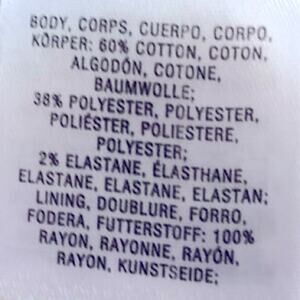 BODY, CORPS, CUERPO, CORPO,
KÖRPER: 60% COTTON, COTON,
ALGODÓN, COTONE,
BAUMWOLLE;
38% POLYESTER, POLYESTER,
POLIÉSTER, POLIESTERE,
POLYESTER;
2% ELASTANE, ÉLASTHANE,
ELASTANE, ELASTANE, ELASTAN;
LINING, DOUBLURE, FORRO,
FODERA, FUTTERSTOFF: 100%
RAYON, RAYONNE, RAYÓN,
RAYON, KUNSTSEIDE;